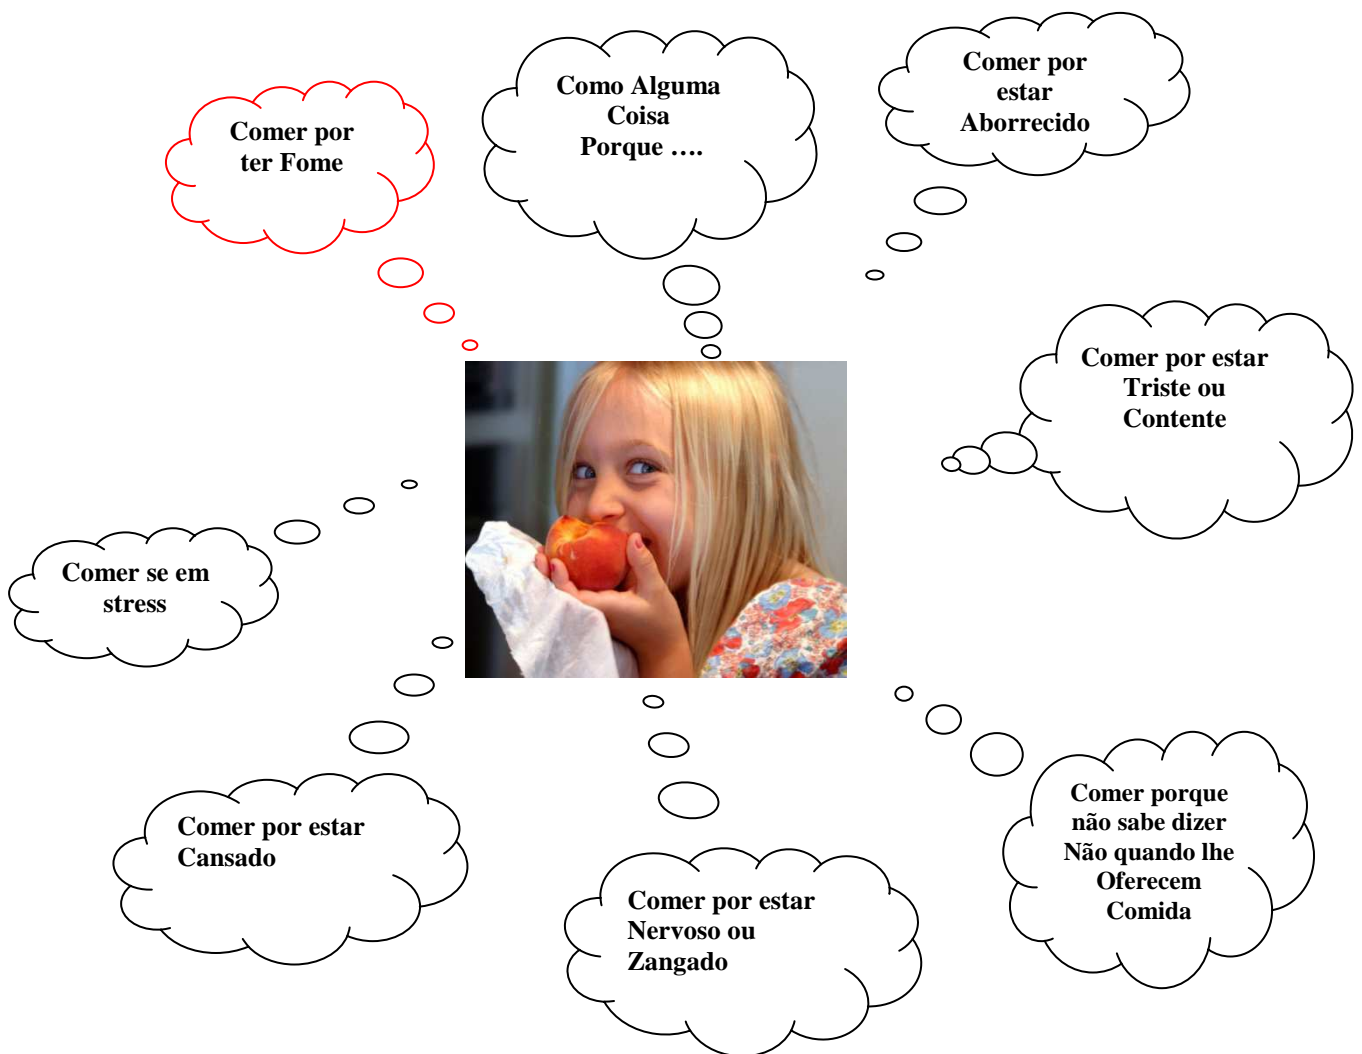 Comer por
ter Fome
Como Alguma
Coisa
Porque ….
Comer por
estar
Aborrecido
Comer por estar
Triste ou
Contente
Comer se em
stress
Comer por estar
Cansado
Comer por estar
Nervoso ou
Zangado
Comer porque
não sabe dizer
Não quando lhe
Oferecem
Comida